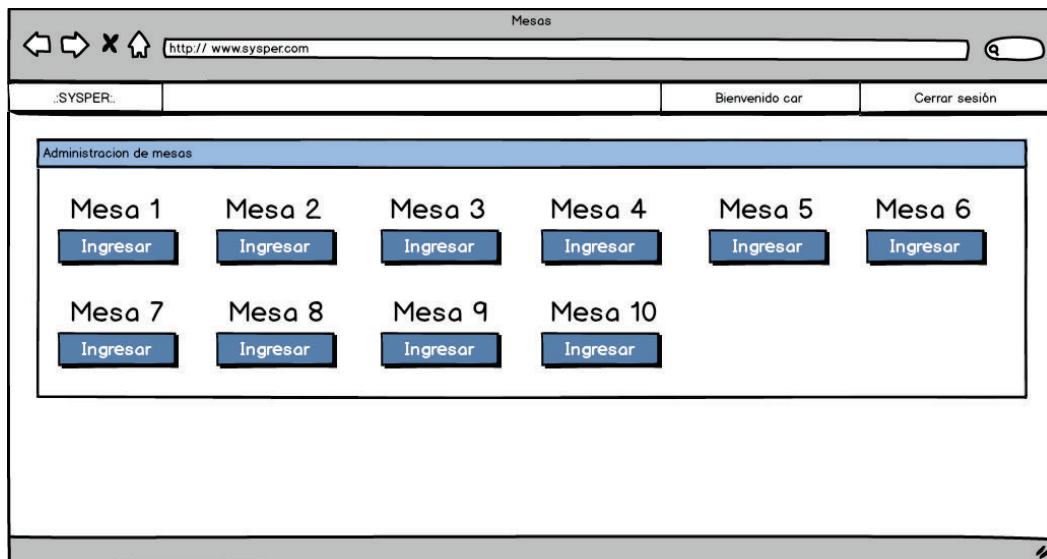 Mesas
http:// www.sysper.com
.:SYSPER:. Bienvenido car Cerrar sesión
Administracion de mesas
Mesa 1 Mesa 2 Mesa 3 Mesa 4 Mesa 5 Mesa 6
Ingresar Ingresar Ingresar Ingresar Ingresar Ingresar
Mesa 7 Mesa 8 Mesa 9 Mesa 10
Ingresar Ingresar Ingresar Ingresar